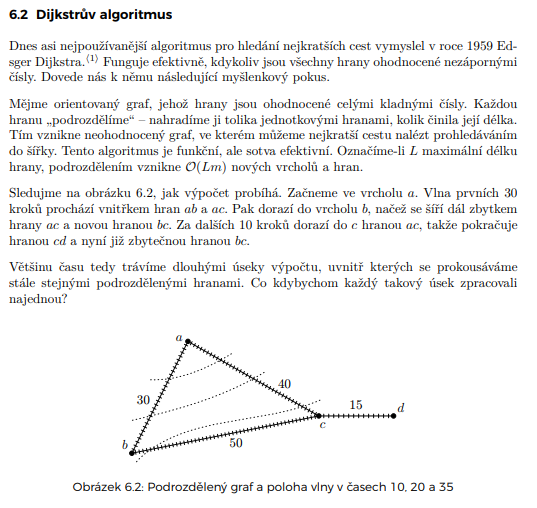 6.2 Dijkstrův algoritmus
Dnes asi nejpoužívanější algoritmus pro hledání nejkratších cest vymyslel v roce 1959 Ed-
sger Dijkstra.(1) Funguje efektivně, kdykoliv jsou všechny hrany ohodnocené nezápornými
čísly. Dovede nás k němu následující myšlenkový pokus.
Mějme orientovaný graf, jehož hrany jsou ohodnocené celými kladnými čísly. Každou
hranu „podrozdělíme“ – nahradíme ji tolika jednotkovými hranami, kolik činila její délka.
Tím vznikne neohodnocený graf, ve kterém můžeme nejkratší cestu nalézt prohledáváním
do šířky. Tento algoritmus je funkční, ale sotva efektivní. Označíme-li L maximální délku
hrany, podrozdělením vznikne O(Lm) nových vrcholů a hran.
Sledujme na obrázku 6.2, jak výpočet probíhá. Začneme ve vrcholu a. Vlna prvních 30
kroků prochází vnitřkem hran ab a ac. Pak dorazí do vrcholu b, načež se šíří dál zbytkem
hrany ac a novou hranou bc. Za dalších 10 kroků dorazí do c hranou ac, takže pokračuje
hranou cd a nyní již zbytečnou hranou bc.
Většinu času tedy trávíme dlouhými úseky výpočtu, uvnitř kterých se prokousáváme
stále stejnými podrozdělenými hranami. Co kdybychom každý takový úsek zpracovali
najednou?
a
40
30
15
d
c
b
50
Obrázek 6.2: Podrozdělený graf a poloha vlny v časech 10, 20 a 35